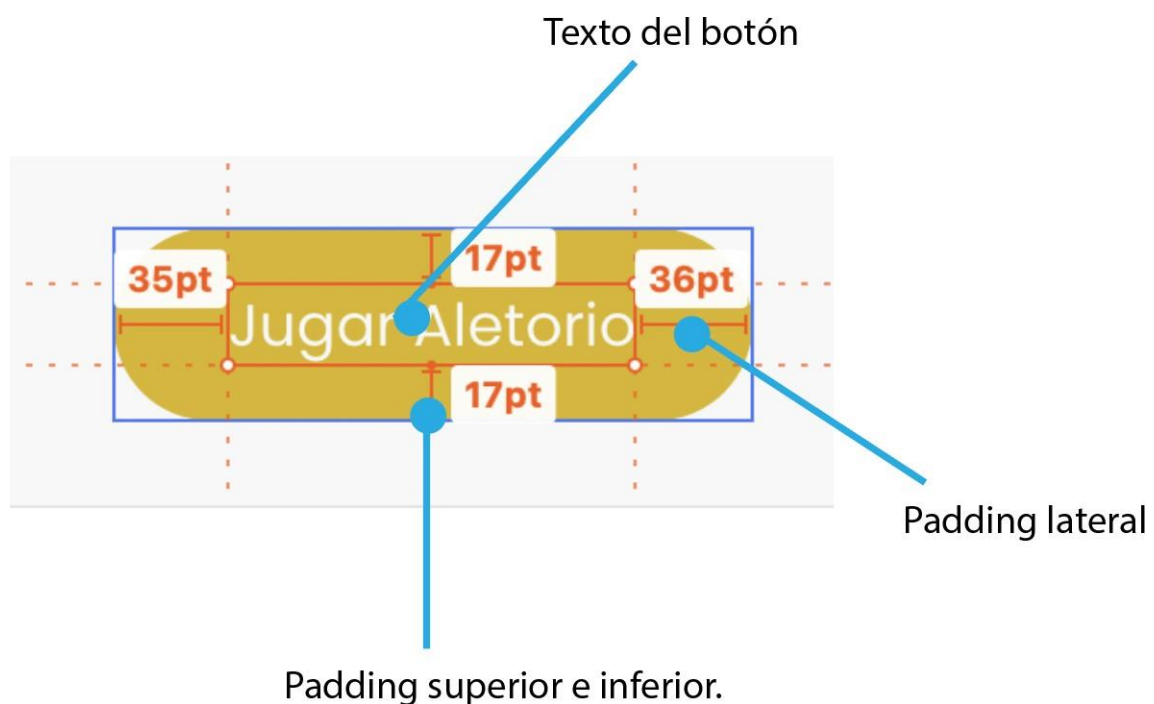 Texto del botón
17pt
35pt
36pt
Jugar Aletorio
17pt
Padding lateral
Padding superior e inferior.